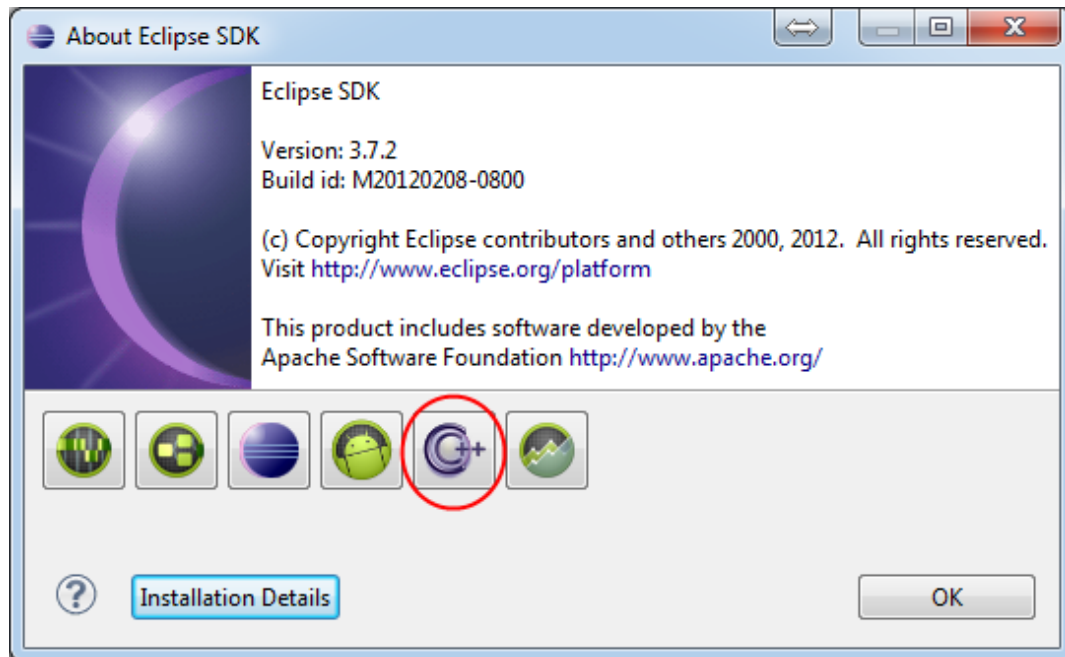 About Eclipse SDK
Eclipse SDK
Version: 3.7.2
Build id: M20120208-0800
(c) Copyright Eclipse contributors and others 2000, 2012.  All rights reserved.
Visit http://www.eclipse.org/platform
This product includes software developed by the
Apache Software Foundation http://www.apache.org/
C++
?
Installation Details
OK